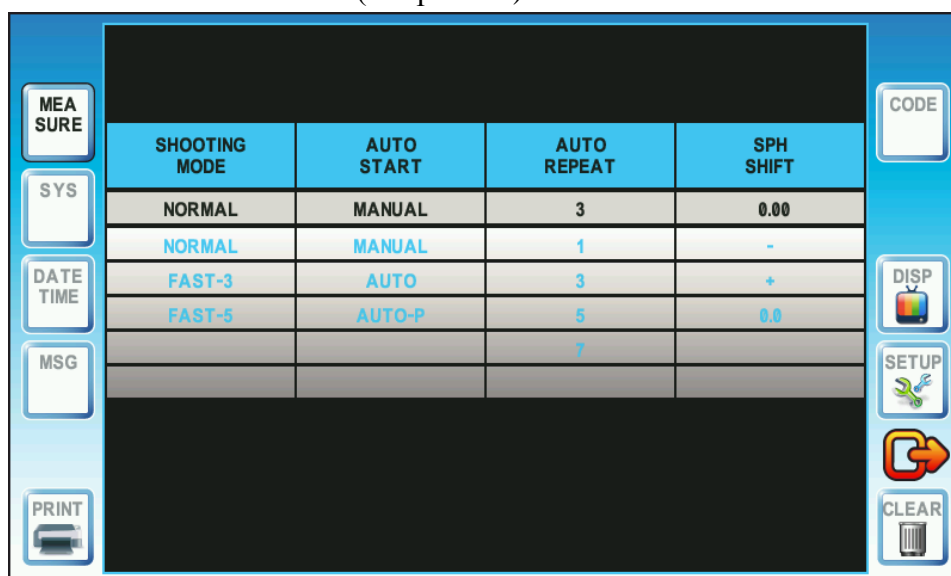 MEA
SURE
SYS
DATE
TIME
MSG
PRINT
SHOOTING
MODE
AUTO
START
AUTO
REPEAT
SPH
SHIFT
NORMAL MANUAL 3 0.00
NORMAL MANUAL 1 -
FAST-3 AUTO 3 +
FAST-5 AUTO-P 5 0.0
7
CODE
DISP
SETUP
CLEAR